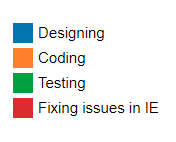 Designing
Coding
Testing
Fixing issues in IE